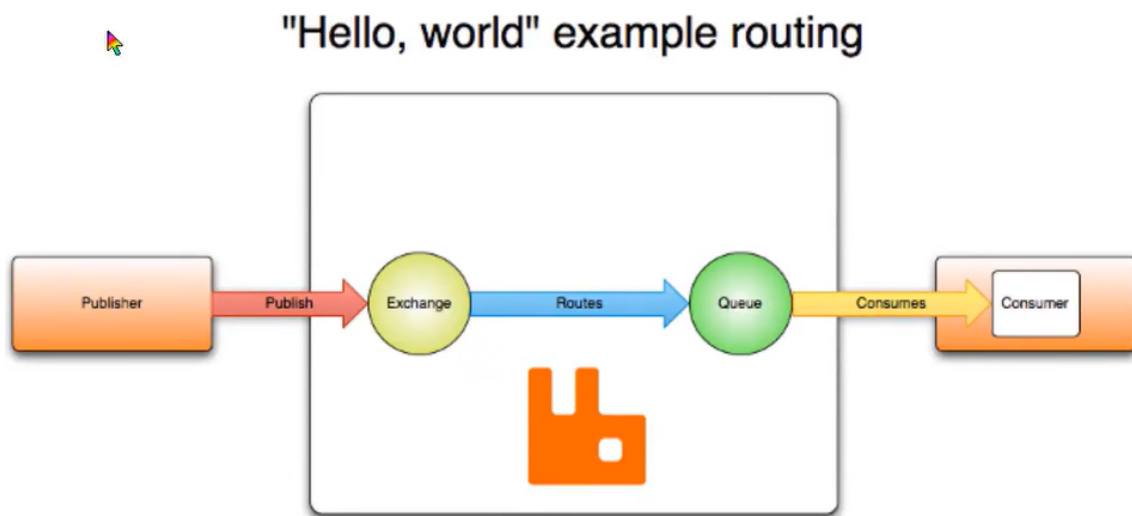 "Hello, world" example routing
Publisher
Publish
Exchange
Routes
Queue
Consumes
Consumer